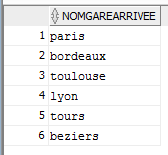 NOMGAREARRIVEE
1 paris
2 bordeaux
3 toulouse
4 lyon
5 tours
6 beziers